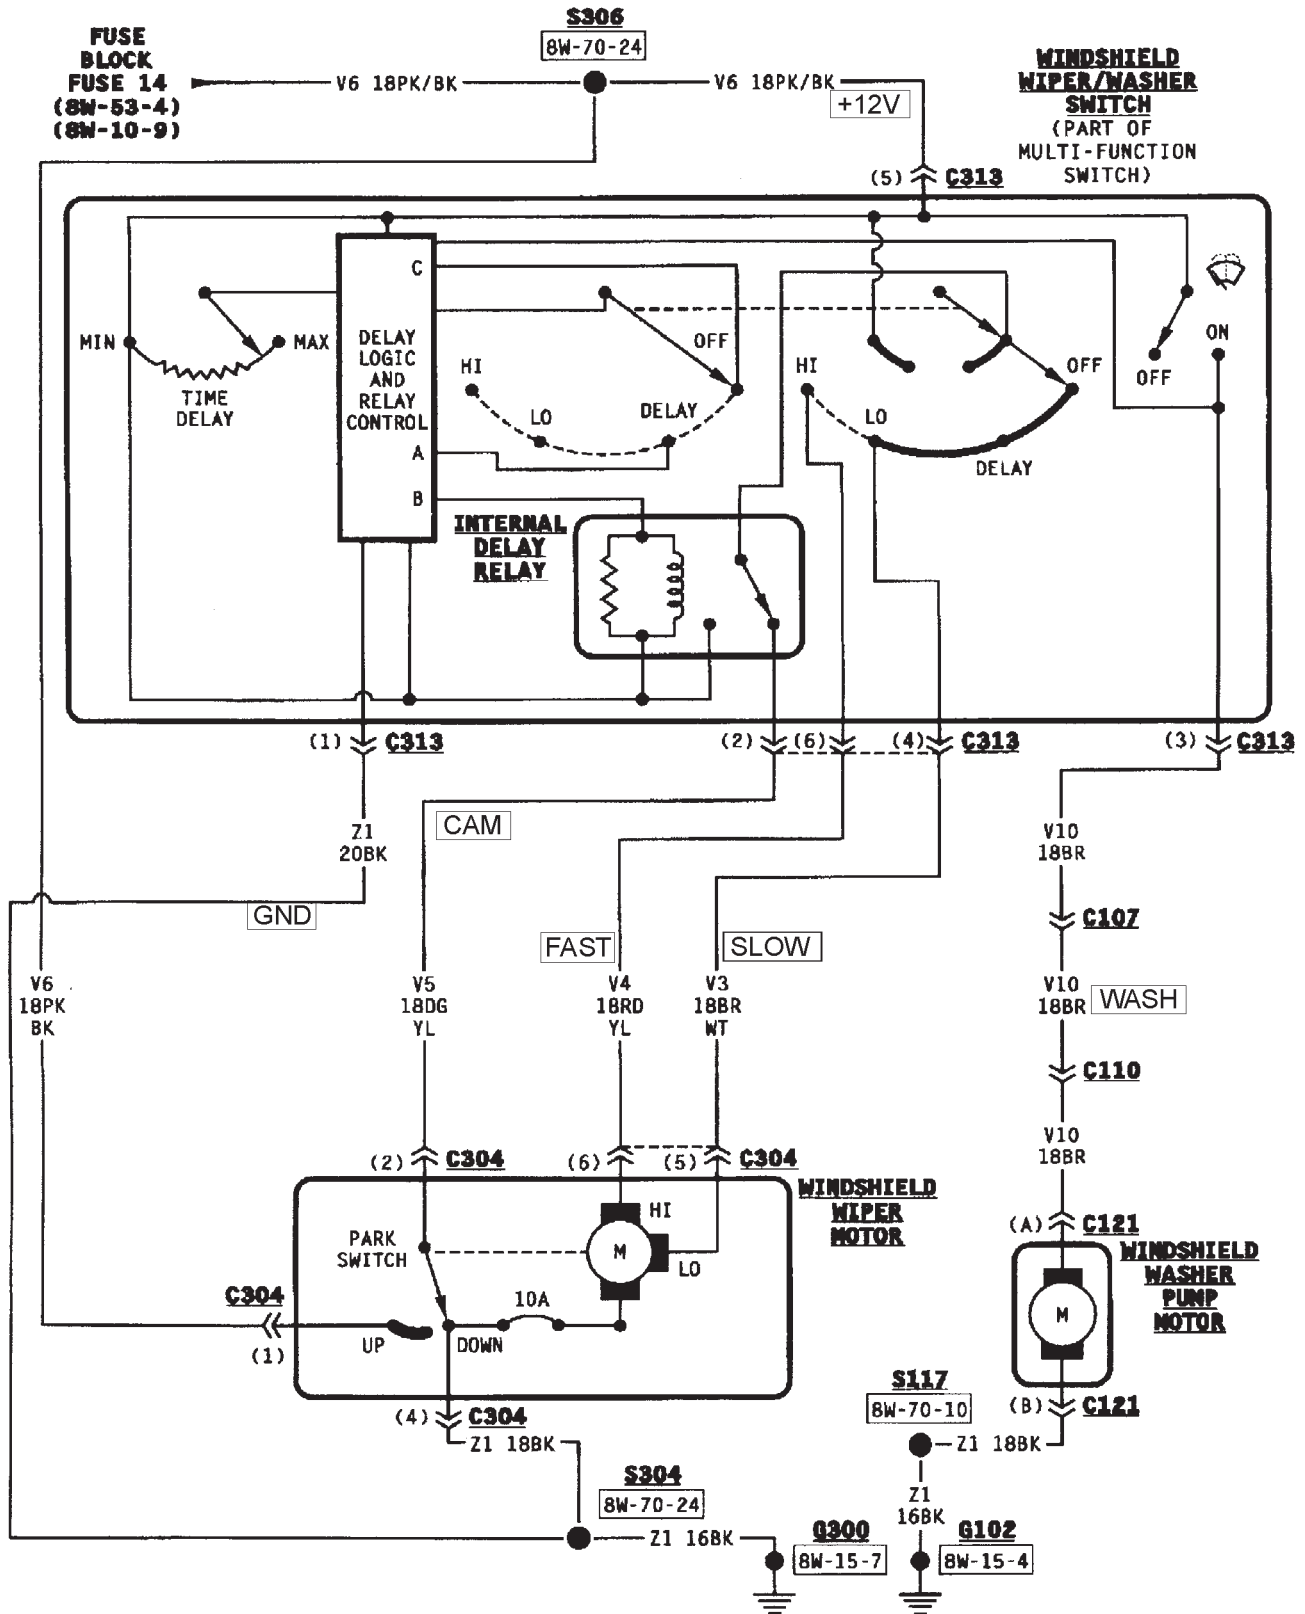 S306
8W-70-24
FUSE
BLOCK
FUSE 14
(8W-53-4)
(8W-10-9)
V6 18PK/BK
V6 18PK/BK
+12V
WINDSHIELD
WIPER/WASHER
SWITCH
(PART OF
MULTI-FUNCTION
SWITCH)
(5)
C313
C
MIN
MAX
TIME
DELAY
DELAY
LOGIC
AND
RELAY
CONTROL
A
B
HI
LO
DELAY
OFF
HI
LO
DELAY
OFF
OFF
ON
INTERNAL
DELAY
RELAY
(1)
C313
(2)
(6)
(4)
C313
(3)
C313
Z1
20BK
GND
CAM
FAST
SLOW
V10
18BR
C107
V6
18PK
BK
V5
18DG
YL
V4
18RD
YL
V3
18BR
WT
V10
18BR
WASH
C110
V10
18BR
(2)
C304
(6)
(5)
C304
WINDSHIELD
WIPER
MOTOR
PARK
SWITCH
HI
M
LO
10A
UP
DOWN
C304
(1)
(A)
C121
WINDSHIELD
WASHER
PUMP
MOTOR
M
(B)
C121
(4)
C304
Z1 18BK
S304
8W-70-24
Z1 16BK
G300
8W-15-7
S117
8W-70-10
Z1 18BK
Z1
16BK
G102
8W-15-4